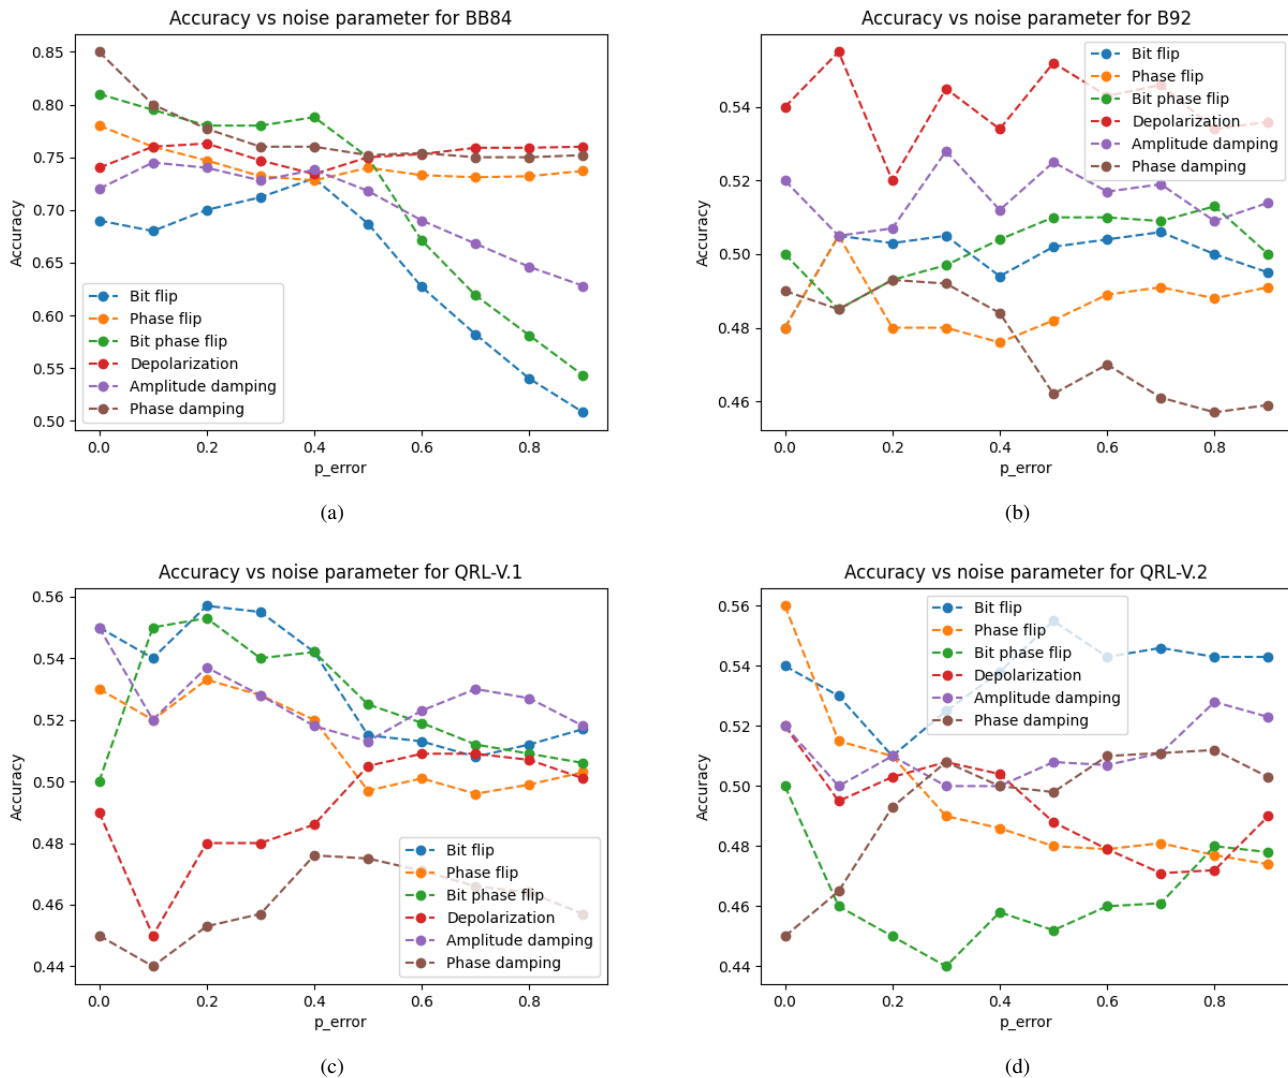 Accuracy vs noise parameter for BB84
Accuracy
0.85
0.80
0.75
0.70
0.65
0.60
0.55
0.50
Bit flip
Phase flip
Bit phase flip
Depolarization
Amplitude damping
Phase damping
0.0 0.2 0.4 0.6 0.8
p_error
(a)
Accuracy vs noise parameter for B92
Accuracy
0.54
0.52
0.50
0.48
0.46
Bit flip
Phase flip
Bit phase flip
Depolarization
Amplitude damping
Phase damping
0.0 0.2 0.4 0.6 0.8
p_error
(b)
Accuracy vs noise parameter for QRL-V.1
Accuracy
0.56
0.54
0.52
0.50
0.48
0.46
0.44
Bit flip
Phase flip
Bit phase flip
Depolarization
Amplitude damping
Phase damping
0.0 0.2 0.4 0.6 0.8
p_error
(c)
Accuracy vs noise parameter for QRL-V.2
Accuracy
0.56
0.54
0.52
0.50
0.48
0.46
0.44
Bit flip
Phase flip
Bit phase flip
Depolarization
Amplitude damping
Phase damping
0.0 0.2 0.4 0.6 0.8
p_error
(d)